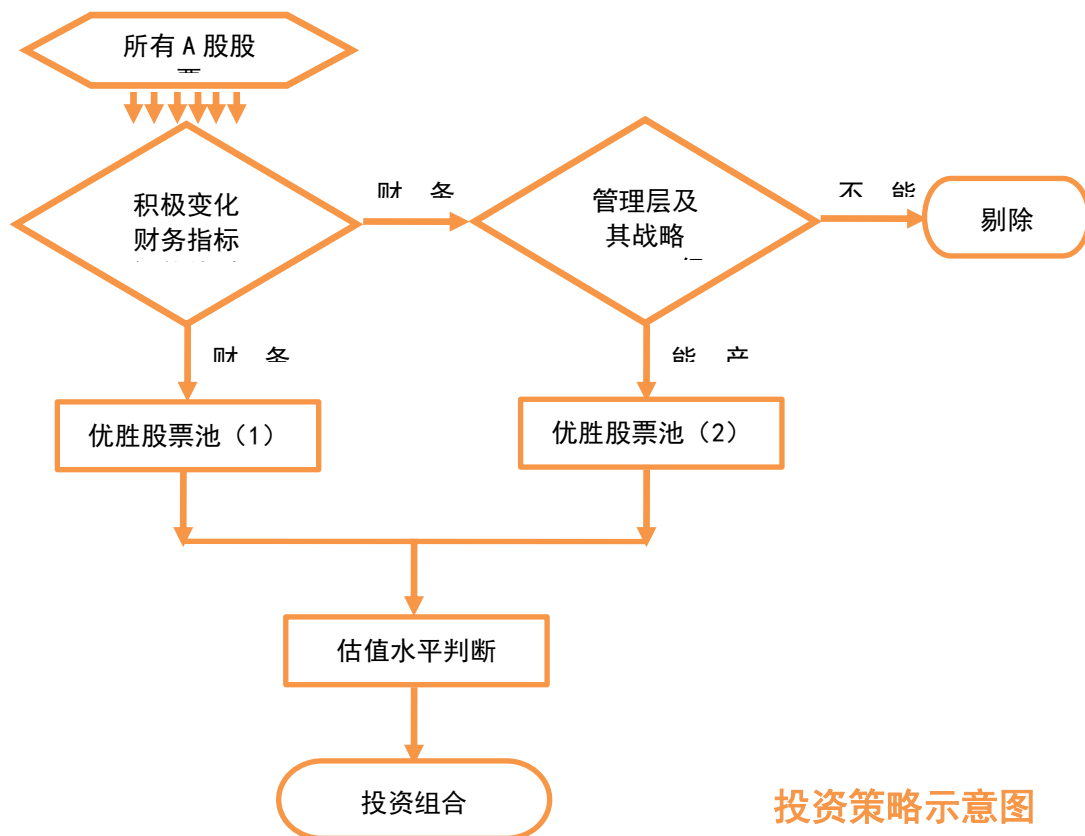 所有 A 股股
积极变化
财务指标
财 务
管理层及
其战略
不 能
剔除
财 务
能 产
优胜股票池（1）
优胜股票池（2）
估值水平判断
投资组合
投资策略示意图